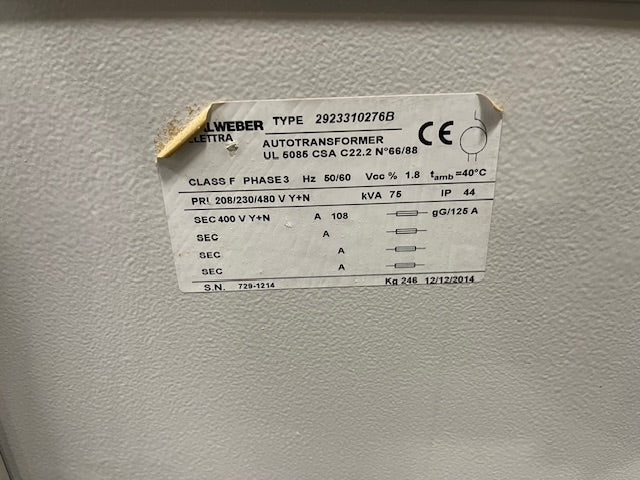 ALWEBER
ELETTRA
TYPE 2923310276B
AUTOTRANSFORMER
UL 5085 CSA C22.2 N°66/88
CE
CLASS F PHASE 3 Hz 50/60 Vcc % 1.8 tamb=40°C
PRI. 208/230/480 V Y+N kVA 75 IP 44
SEC 400 V Y+N A 108 gG/125 A
SEC A
SEC A
SEC A
S.N. 729-1214 Kg 246 12/12/2014